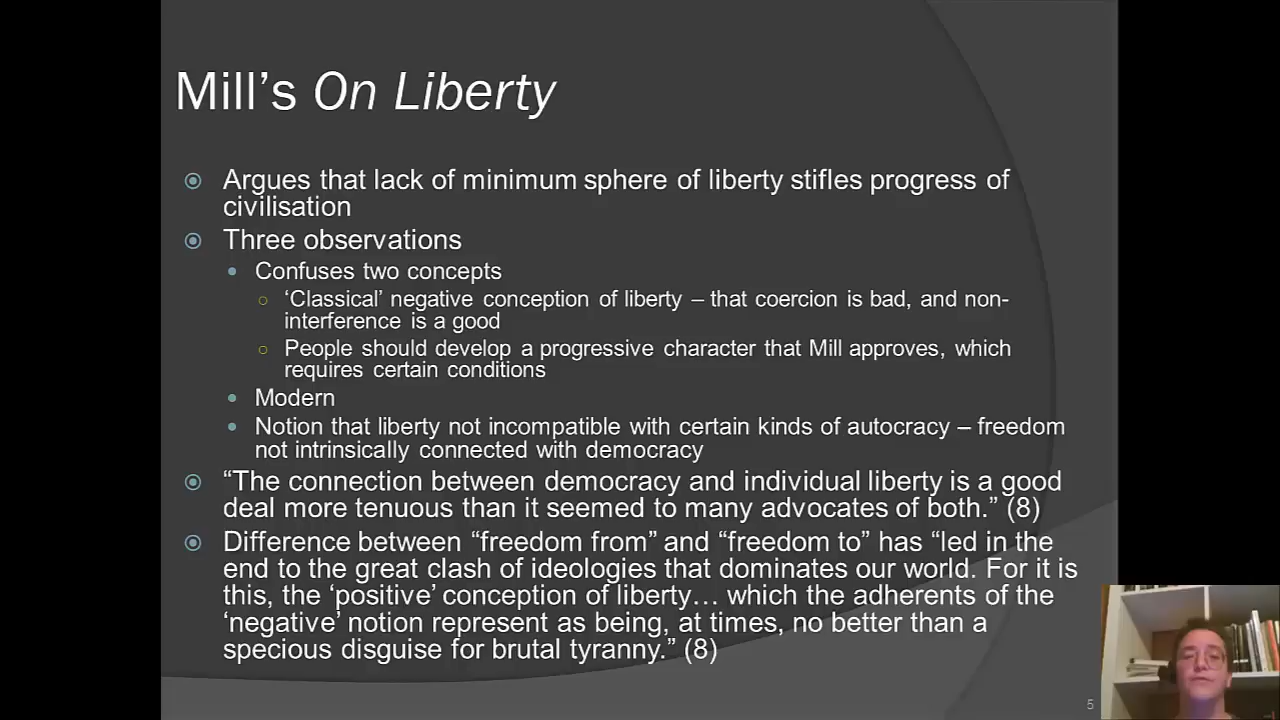 Mill’s On Liberty
Argues that lack of minimum sphere of liberty stifles progress of
civilisation
Three observations
Confuses two concepts
‘Classical’ negative conception of liberty – that coercion is bad, and non-
interference is a good
People should develop a progressive character that Mill approves, which
requires certain conditions
Modern
Notion that liberty not incompatible with certain kinds of autocracy – freedom
not intrinsically connected with democracy
“The connection between democracy and individual liberty is a good
deal more tenuous than it seemed to many advocates of both.” (8)
Difference between “freedom from” and “freedom to” has “led in the
end to the great clash of ideologies that dominates our world. For it is
this, the ‘positive’ conception of liberty… which the adherents of the
‘negative’ notion represent as being, at times, no better than a
specious disguise for brutal tyranny.” (8)
5